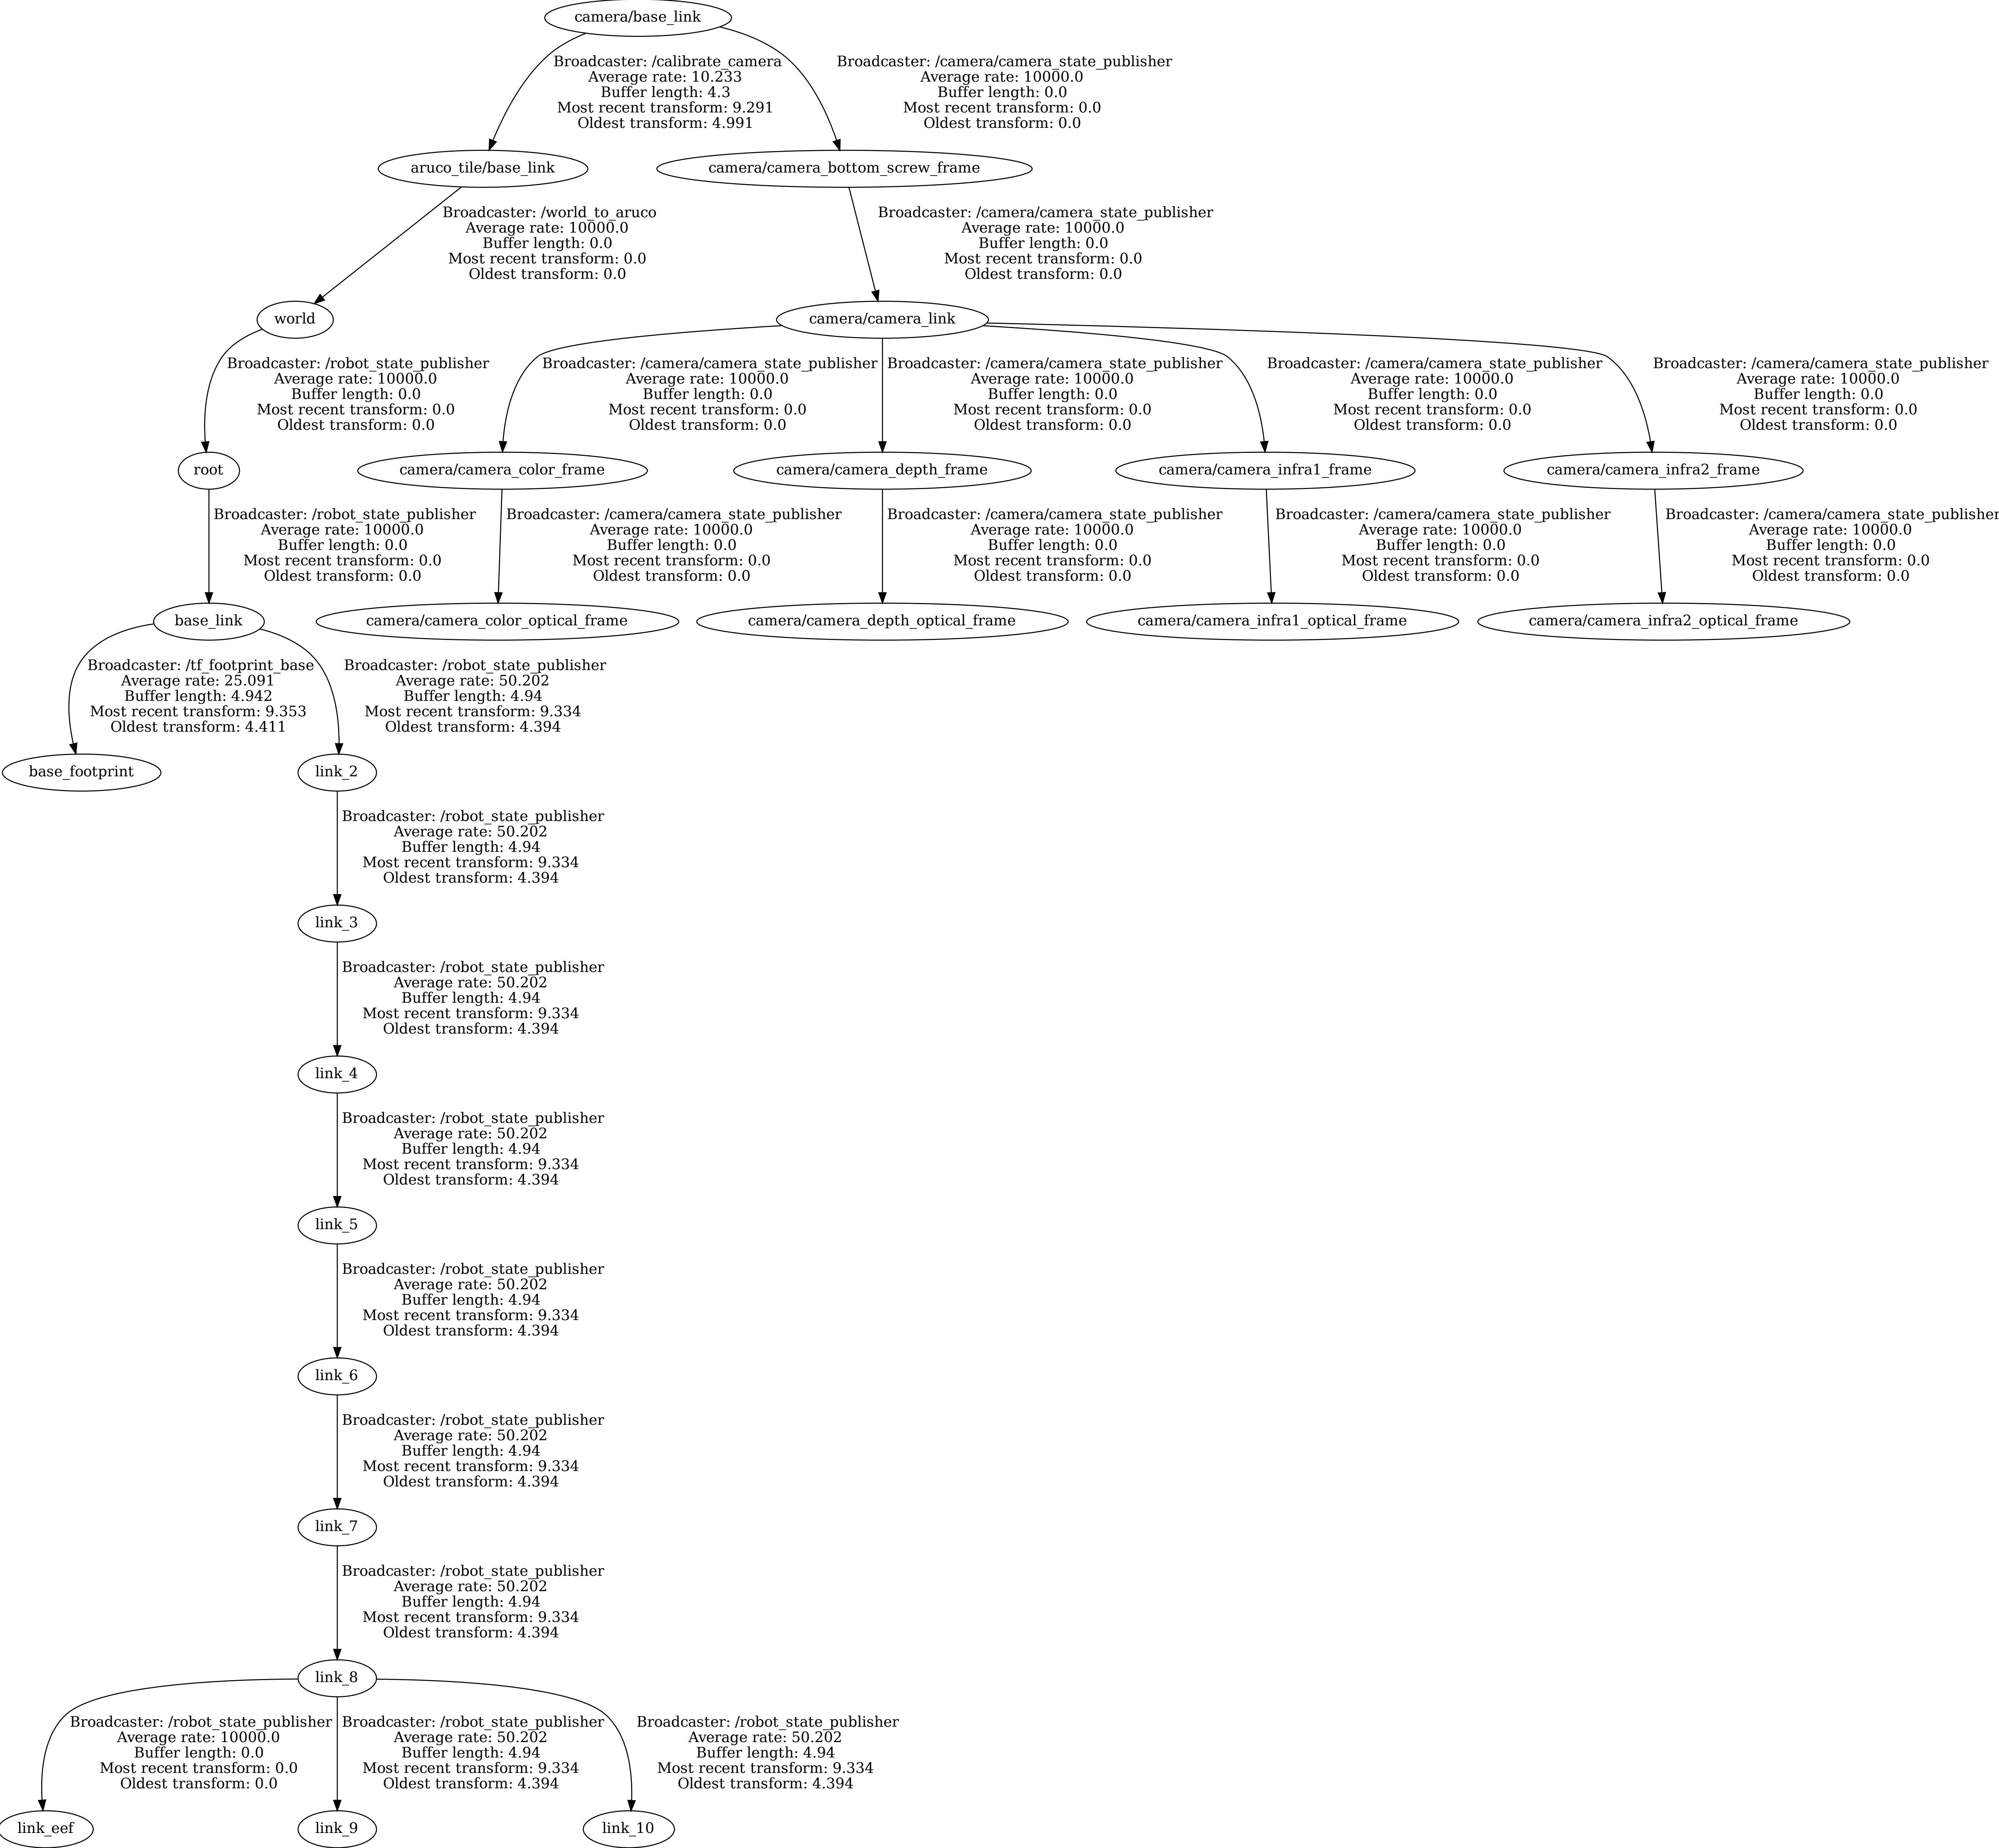 camera/base_link
Broadcaster: /calibrate_camera
Average rate: 10.233
Buffer length: 4.3
Most recent transform: 9.291
Oldest transform: 4.991
Broadcaster: /camera/camera_state_publisher
Average rate: 10000.0
Buffer length: 0.0
Most recent transform: 0.0
Oldest transform: 0.0
aruco_tile/base_link
camera/camera_bottom_screw_frame
Broadcaster: /world_to_aruco
Average rate: 10000.0
Buffer length: 0.0
Most recent transform: 0.0
Oldest transform: 0.0
Broadcaster: /camera/camera_state_publisher
Average rate: 10000.0
Buffer length: 0.0
Most recent transform: 0.0
Oldest transform: 0.0
world
camera/camera_link
Broadcaster: /robot_state_publisher
Average rate: 10000.0
Buffer length: 0.0
Most recent transform: 0.0
Oldest transform: 0.0
Broadcaster: /camera/camera_state_publisher
Average rate: 10000.0
Buffer length: 0.0
Most recent transform: 0.0
Oldest transform: 0.0
Broadcaster: /camera/camera_state_publisher
Average rate: 10000.0
Buffer length: 0.0
Most recent transform: 0.0
Oldest transform: 0.0
Broadcaster: /camera/camera_state_publisher
Average rate: 10000.0
Buffer length: 0.0
Most recent transform: 0.0
Oldest transform: 0.0
Broadcaster: /camera/camera_state_publisher
Average rate: 10000.0
Buffer length: 0.0
Most recent transform: 0.0
Oldest transform: 0.0
root
camera/camera_color_frame
camera/camera_depth_frame
camera/camera_infra1_frame
camera/camera_infra2_frame
Broadcaster: /robot_state_publisher
Average rate: 10000.0
Buffer length: 0.0
Most recent transform: 0.0
Oldest transform: 0.0
Broadcaster: /camera/camera_state_publisher
Average rate: 10000.0
Buffer length: 0.0
Most recent transform: 0.0
Oldest transform: 0.0
Broadcaster: /camera/camera_state_publisher
Average rate: 10000.0
Buffer length: 0.0
Most recent transform: 0.0
Oldest transform: 0.0
Broadcaster: /camera/camera_state_publisher
Average rate: 10000.0
Buffer length: 0.0
Most recent transform: 0.0
Oldest transform: 0.0
Broadcaster: /camera/camera_state_publisher
Average rate: 10000.0
Buffer length: 0.0
Most recent transform: 0.0
Oldest transform: 0.0
base_link
camera/camera_color_optical_frame
camera/camera_depth_optical_frame
camera/camera_infra1_optical_frame
camera/camera_infra2_optical_frame
Broadcaster: /tf_footprint_base
Average rate: 25.091
Buffer length: 4.942
Most recent transform: 9.353
Oldest transform: 4.411
Broadcaster: /robot_state_publisher
Average rate: 50.202
Buffer length: 4.94
Most recent transform: 9.334
Oldest transform: 4.394
base_footprint
link_2
Broadcaster: /robot_state_publisher
Average rate: 50.202
Buffer length: 4.94
Most recent transform: 9.334
Oldest transform: 4.394
link_3
Broadcaster: /robot_state_publisher
Average rate: 50.202
Buffer length: 4.94
Most recent transform: 9.334
Oldest transform: 4.394
link_4
Broadcaster: /robot_state_publisher
Average rate: 50.202
Buffer length: 4.94
Most recent transform: 9.334
Oldest transform: 4.394
link_5
Broadcaster: /robot_state_publisher
Average rate: 50.202
Buffer length: 4.94
Most recent transform: 9.334
Oldest transform: 4.394
link_6
Broadcaster: /robot_state_publisher
Average rate: 50.202
Buffer length: 4.94
Most recent transform: 9.334
Oldest transform: 4.394
link_7
Broadcaster: /robot_state_publisher
Average rate: 50.202
Buffer length: 4.94
Most recent transform: 9.334
Oldest transform: 4.394
link_8
Broadcaster: /robot_state_publisher
Average rate: 10000.0
Buffer length: 0.0
Most recent transform: 0.0
Oldest transform: 0.0
Broadcaster: /robot_state_publisher
Average rate: 50.202
Buffer length: 4.94
Most recent transform: 9.334
Oldest transform: 4.394
Broadcaster: /robot_state_publisher
Average rate: 50.202
Buffer length: 4.94
Most recent transform: 9.334
Oldest transform: 4.394
link_eef
link_9
link_10